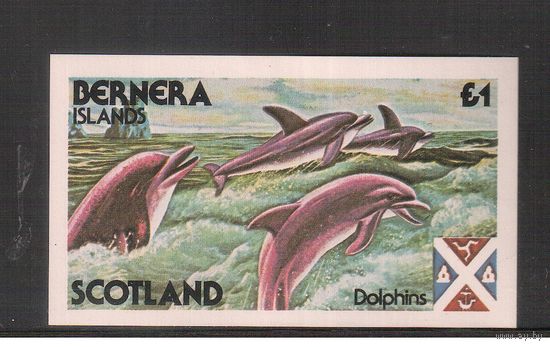 BERNERA
ISLANDS
£1
SCOTLAND
Dolphins